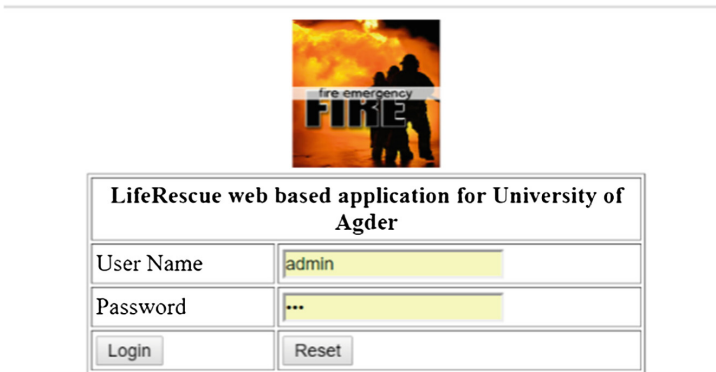 fire emergency
FIRE
LifeRescue web based application for University of
Agder
User Name admin
Password •••
Login Reset